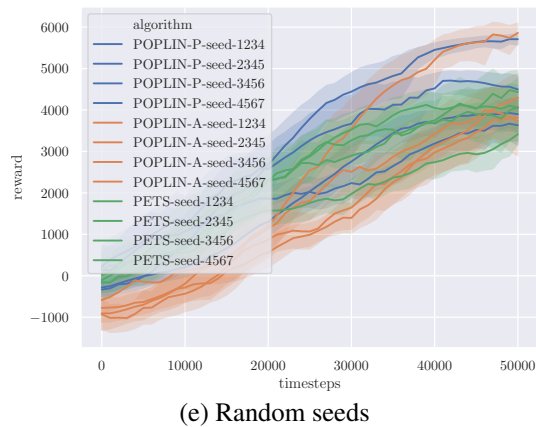 algorithm
POPLIN-P-seed-1234
POPLIN-P-seed-2345
POPLIN-P-seed-3456
POPLIN-P-seed-4567
POPLIN-A-seed-1234
POPLIN-A-seed-2345
POPLIN-A-seed-3456
POPLIN-A-seed-4567
PETS-seed-1234
PETS-seed-2345
PETS-seed-3456
PETS-seed-4567
reward
6000
5000
4000
3000
2000
1000
0
−1000
0 10000 20000 30000 40000 50000
timesteps
(e) Random seeds